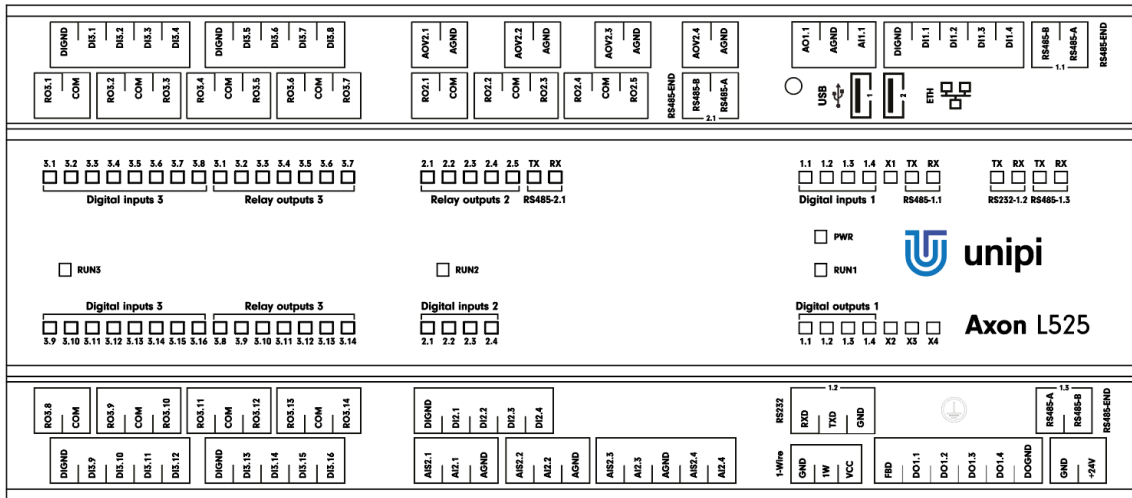 DIGND DI3.1 DI3.2 DI3.3 DI3.4
DIGND DI3.5 DI3.6 DI3.7 DI3.8
AOV2.1 AGND
AOV2.2 AGND
AOV2.3 AGND
AOV2.4 AGND
AO1.1 AGND AI1.1
DIGND DI1.1 DI1.2 DI1.3 DI1.4
RS485-B RS485-A
1.1
RS485-END
RO3.1 COM
RO3.2 COM RO3.3
RO3.4 COM RO3.5
RO3.6 COM RO3.7
RO2.1 COM
RO2.2 COM RO2.3
RO2.4 COM RO2.5
RS485-END
RS485-B RS485-A
2.1
USB
1
2
ETH
3.1 3.2 3.3 3.4 3.5 3.6 3.7 3.8
Digital inputs 3
3.1 3.2 3.3 3.4 3.5 3.6 3.7
Relay outputs 3
2.1 2.2 2.3 2.4 2.5
Relay outputs 2
TX RX
RS485-2.1
1.1 1.2 1.3 1.4 X1 TX RX
Digital inputs 1
RS485-1.1
TX RX TX RX
RS232-1.2 RS485-1.3
PWR
RUN3
RUN2
RUN1
unipi
Axon L525
Digital inputs 3
3.9 3.10 3.11 3.12 3.13 3.14 3.15 3.16
Relay outputs 3
3.8 3.9 3.10 3.11 3.12 3.13 3.14
Digital inputs 2
2.1 2.2 2.3 2.4
Digital outputs 1
1.1 1.2 1.3 1.4 X2 X3 X4
RO3.8 COM
RO3.9 COM RO3.10
RO3.11 COM RO3.12
RO3.13 COM RO3.14
DIGND DI2.1 DI2.2 DI2.3 DI2.4
RS232
1.2
RXD TXD GND
1.3
RS485-A RS485-B
RS485-END
DIGND DI3.9 DI3.10 DI3.11 DI3.12
DIGND DI3.13 DI3.14 DI3.15 DI3.16
AIS2.1 AI2.1 AGND
AIS2.2 AI2.2 AGND
AIS2.3 AI2.3 AGND AIS2.4 AI2.4
1-Wire
GND 1W VCC
FBD DO1.1 DO1.2 DO1.3 DO1.4 DOGND
GND +24V